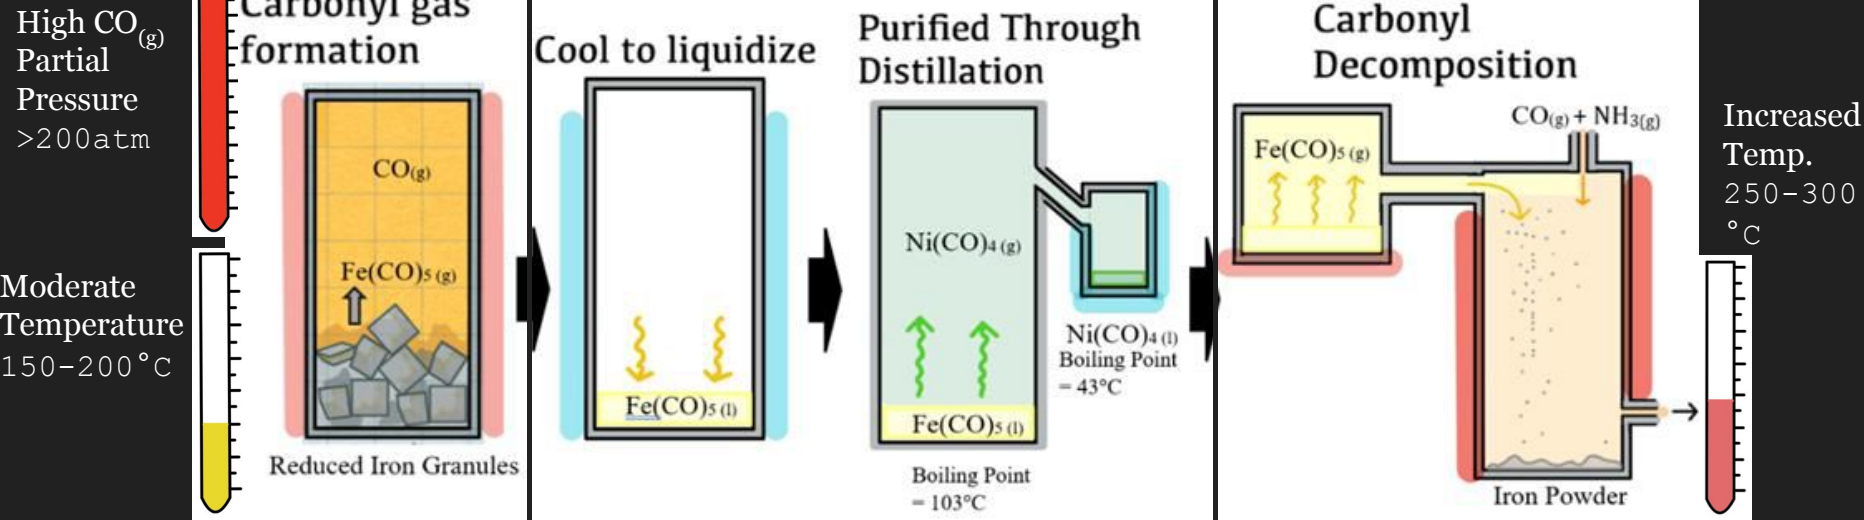 High CO(g)
Partial
Pressure
>200atm
Moderate
Temperature
150-200°C
Carbonyl gas
formation
CO(g)
Fe(CO)5 (g)
Reduced Iron Granules
Cool to liquidize
Fe(CO)5 (l)
Purified Through
Distillation
Ni(CO)4 (g)
Fe(CO)5 (l)
Boiling Point
= 103°C
Ni(CO)4 (l)
Boiling Point
= 43°C
Carbonyl
Decomposition
Fe(CO)5 (g)
CO(g) + NH3(g)
Iron Powder
Increased
Temp.
250-300
°C